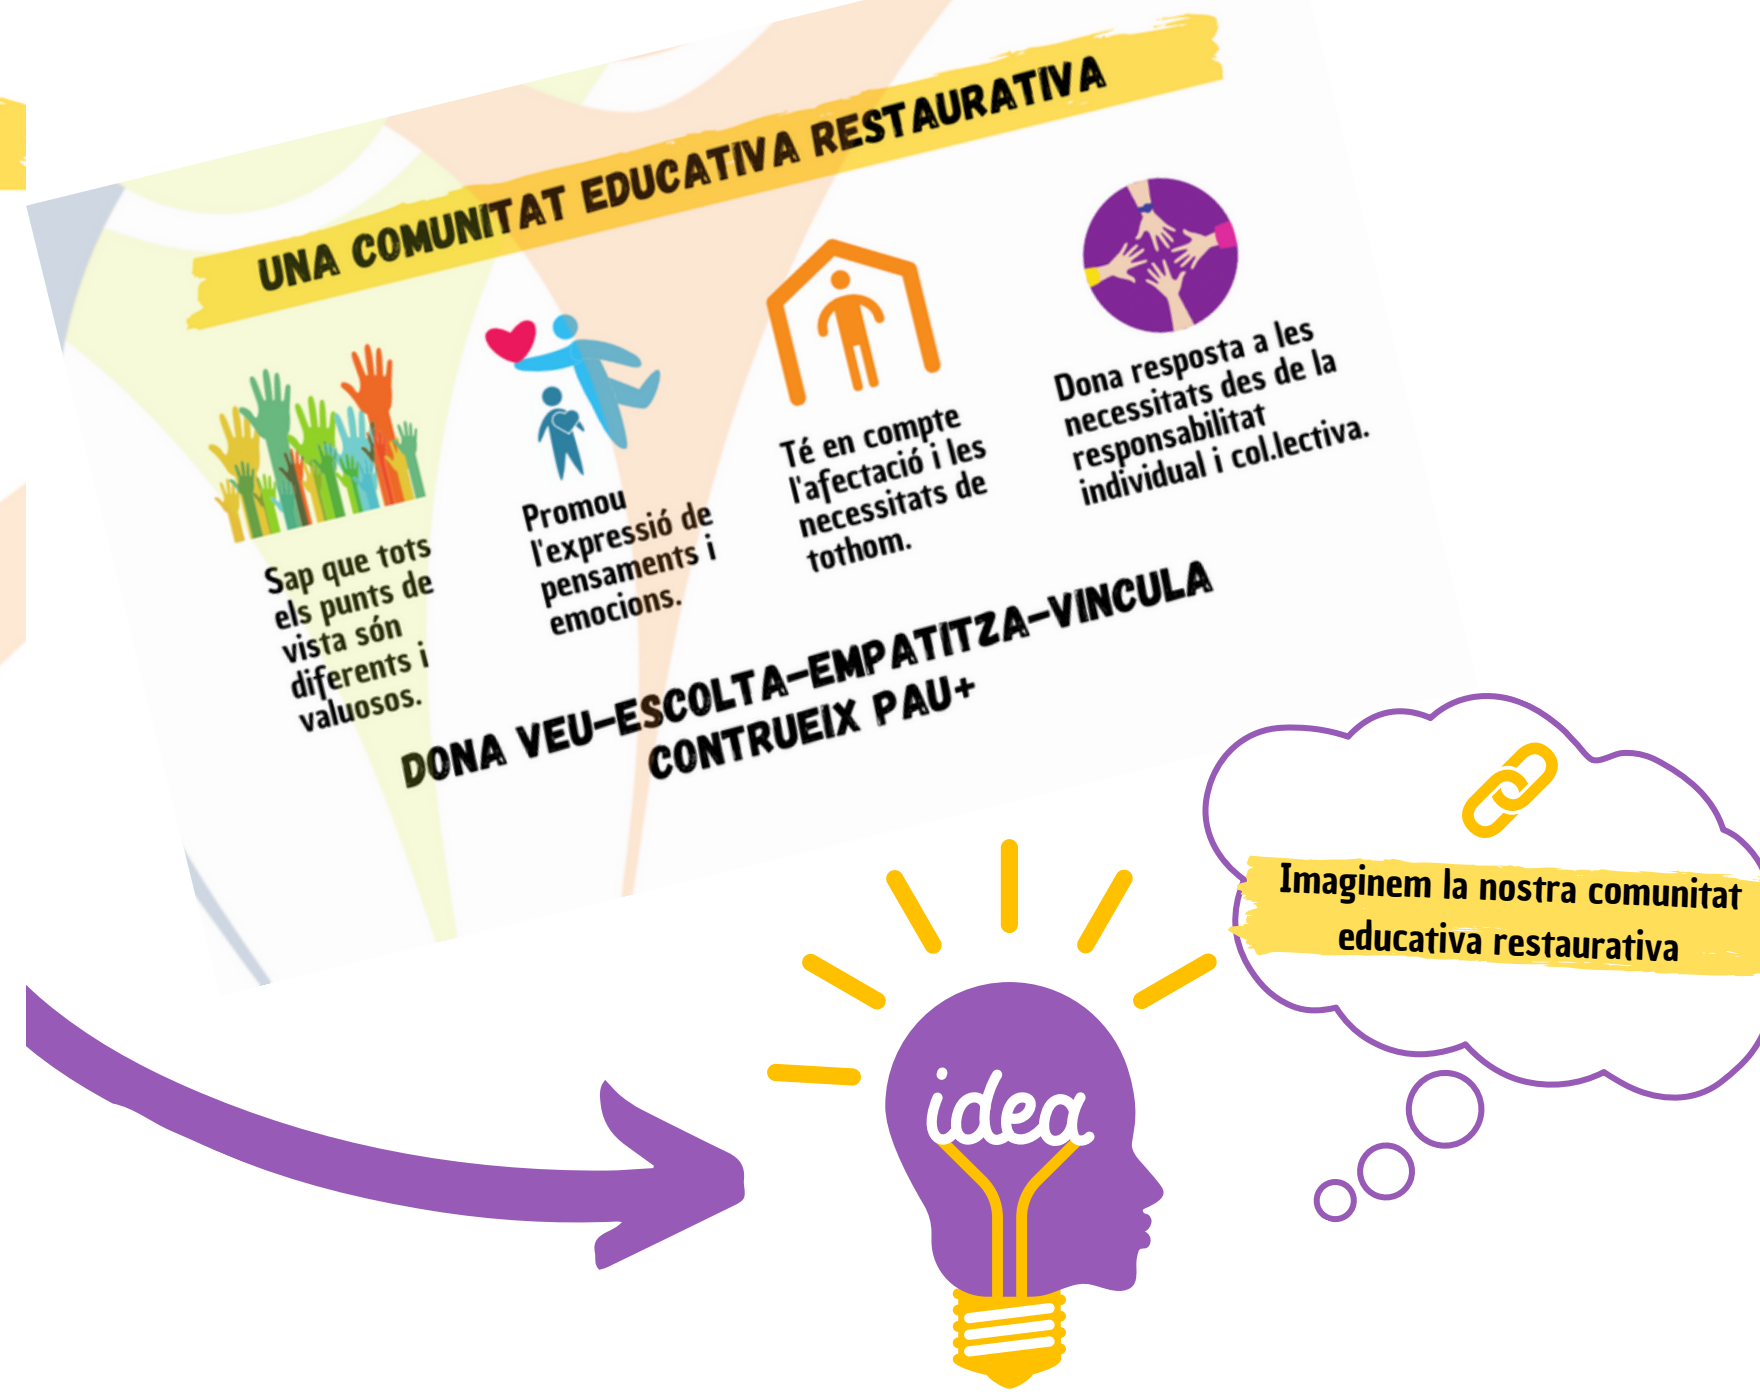 UNA COMUNITAT EDUCATIVA RESTAURATIVA
Sap que tots
els punts de
vista són
diferents i
valuosos.
Promou
l'expressió de
pensaments i
emocions.
Té en compte
l'afectació i les
necessitats de
tothom.
Dona resposta a les
necessitats des de la
responsabilitat
individual i col.lectiva.
DONA VEU-ESCOLTA-EMPATITZA-VINCULA
CONTRUEIX PAU+
Imaginem la nostra comunitat
educativa restaurativa
idea